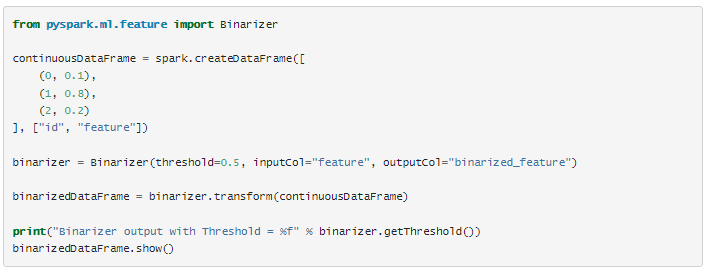 from pyspark.ml.feature import Binarizer
continuousDataFrame = spark.createDataFrame([
    (0, 0.1),
    (1, 0.8),
    (2, 0.2)
], ["id", "feature"])
binarizer = Binarizer(threshold=0.5, inputCol="feature", outputCol="binarized_feature")
binarizedDataFrame = binarizer.transform(continuousDataFrame)
print("Binarizer output with Threshold = %f" % binarizer.getThreshold())
binarizedDataFrame.show()